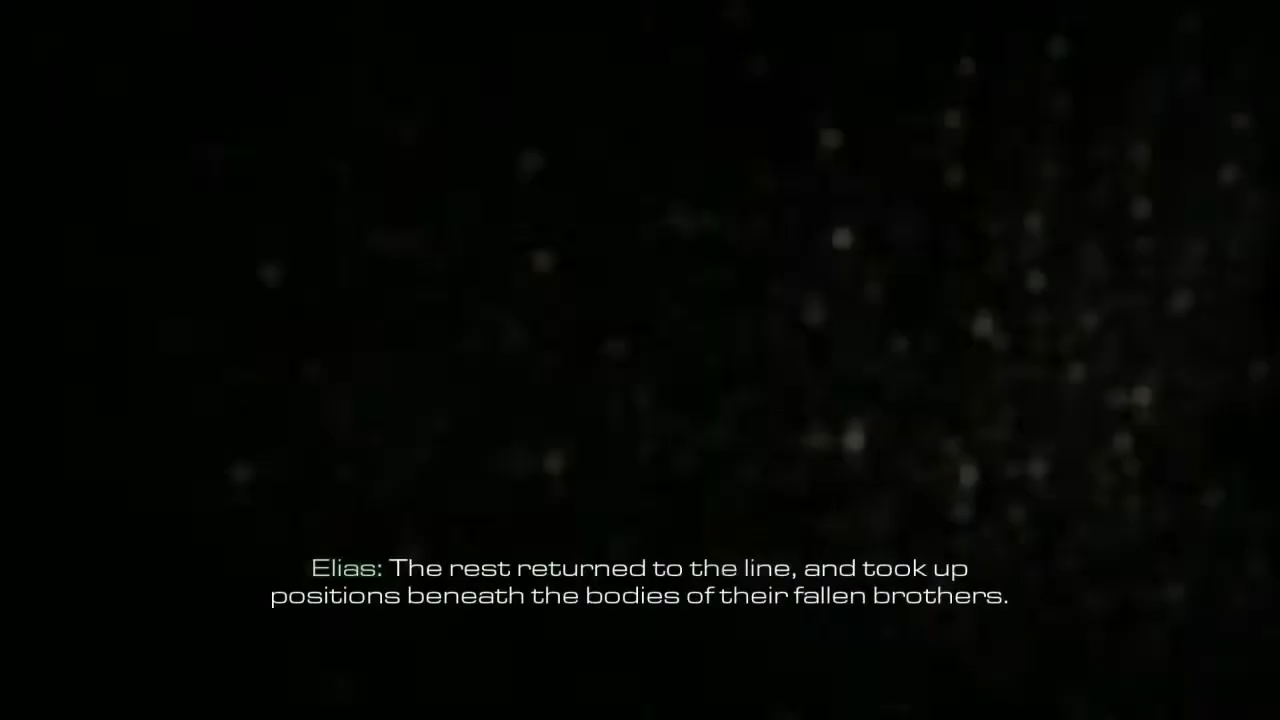 Elias: The rest returned to the line, and took up
positions beneath the bodies of their fallen brothers.